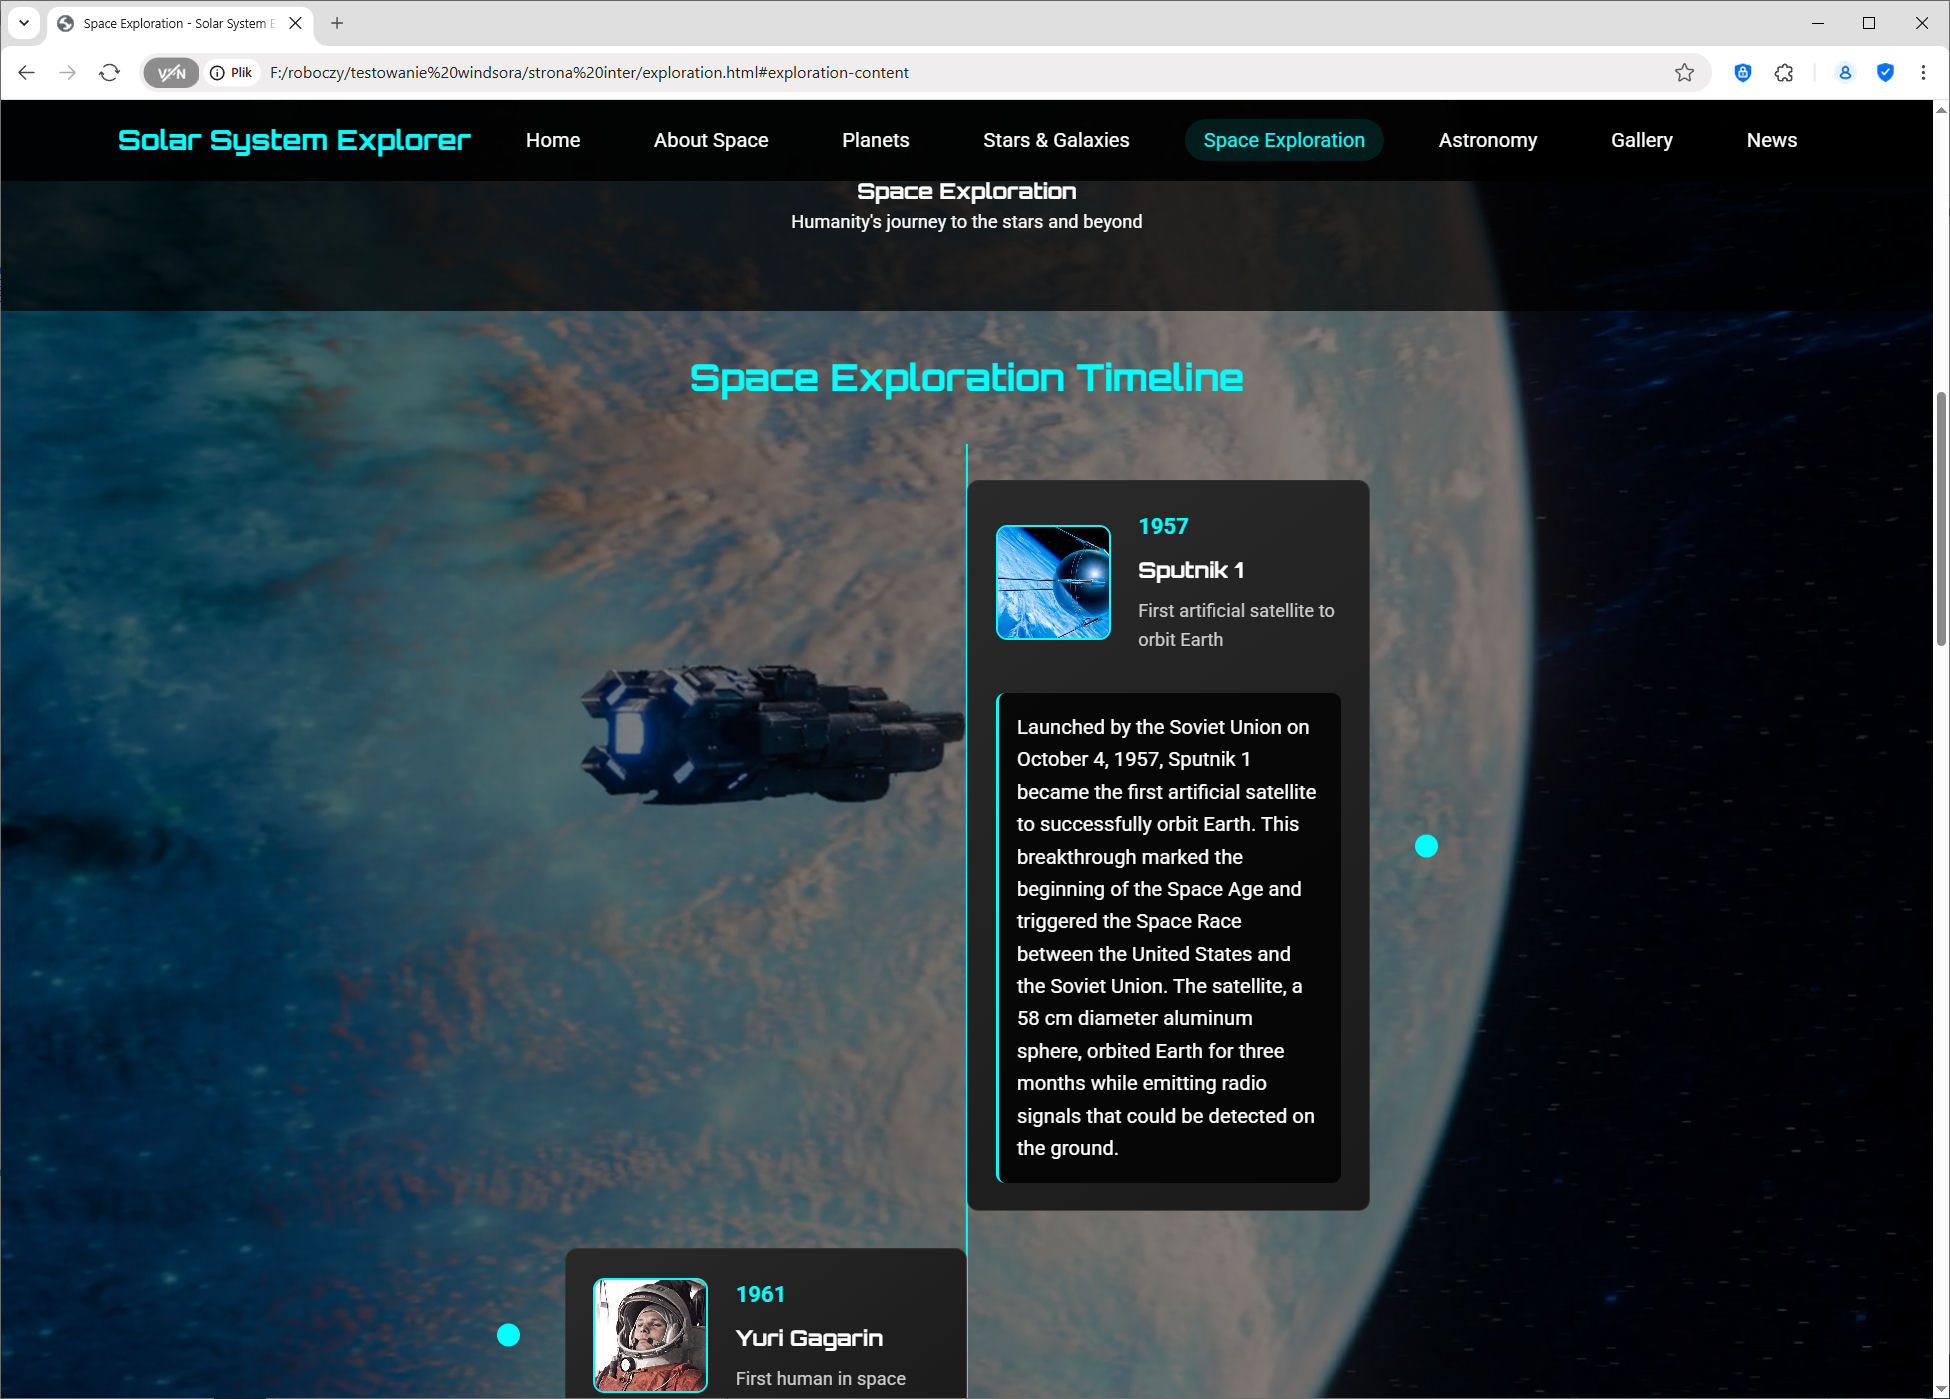 Space Exploration - Solar System E
VPN
Plik
F:/roboczy/testowanie%20windsora/strona%20inter/exploration.html#exploration-content
Solar System Explorer
Home
About Space
Planets
Stars & Galaxies
Space Exploration
Astronomy
Gallery
News
Space Exploration
Humanity's journey to the stars and beyond
Space Exploration Timeline
1957
Sputnik 1
First artificial satellite to
orbit Earth
Launched by the Soviet Union on
October 4, 1957, Sputnik 1
became the first artificial satellite
to successfully orbit Earth. This
breakthrough marked the
beginning of the Space Age and
triggered the Space Race
between the United States and
the Soviet Union. The satellite, a
58 cm diameter aluminum
sphere, orbited Earth for three
months while emitting radio
signals that could be detected on
the ground.
1961
Yuri Gagarin
First human in space